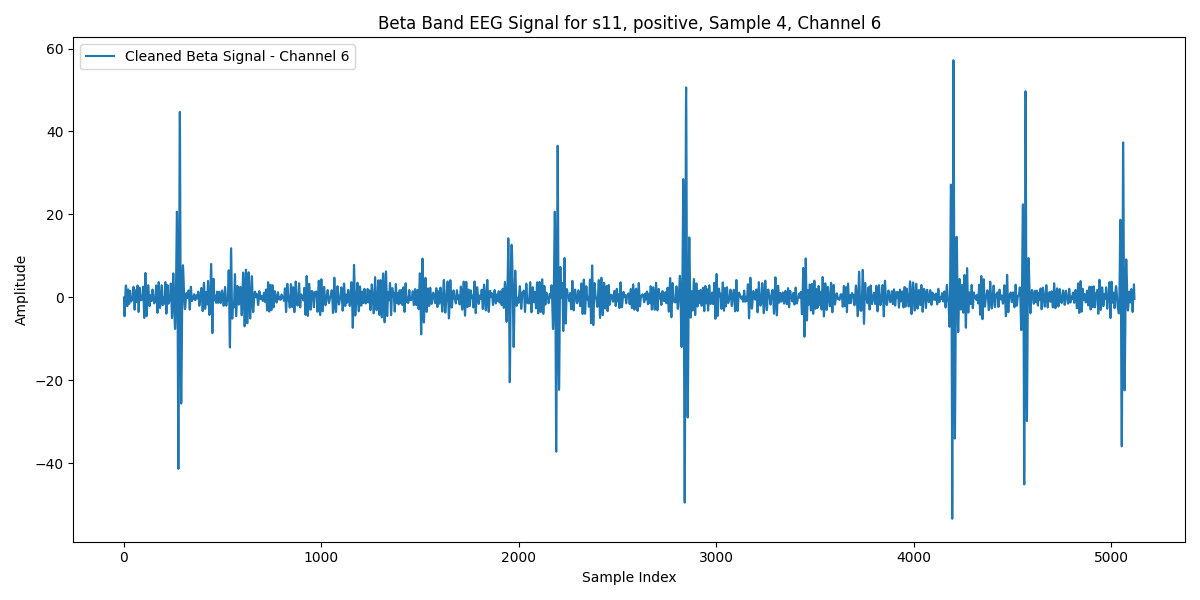 Beta Band EEG Signal for s11, positive, Sample 4, Channel 6
Cleaned Beta Signal - Channel 6
60
40
20
0
−20
−40
Amplitude
0 1000 2000 3000 4000 5000
Sample Index